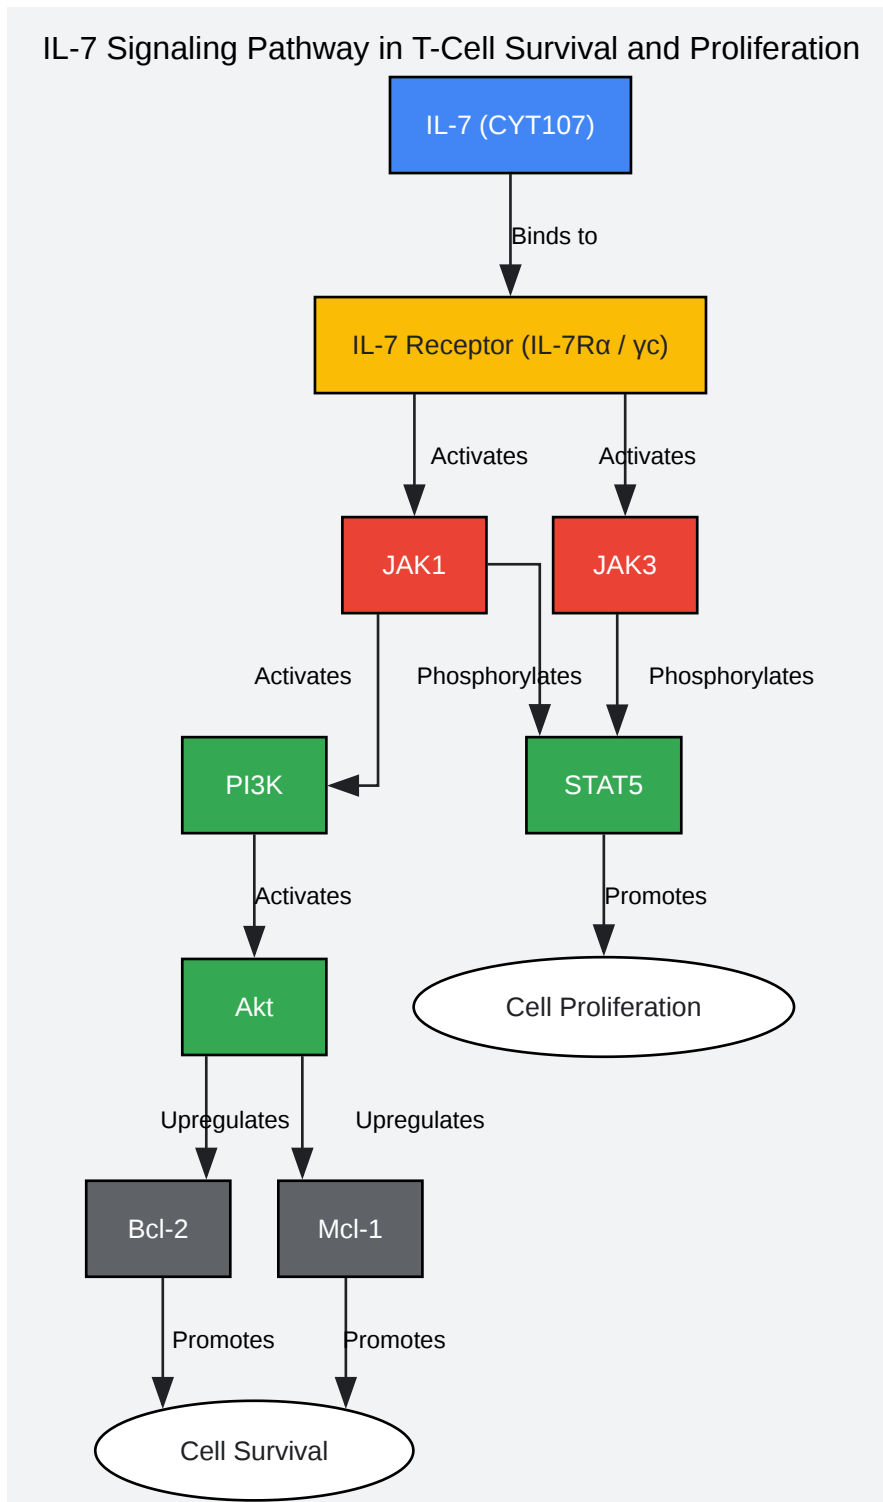 IL-7 Signaling Pathway in T-Cell Survival and Proliferation
IL-7 (CYT107)
Binds to
IL-7 Receptor (IL-7Rα / γc)
Activates
Activates
JAK1
JAK3
Activates
Phosphorylates
Phosphorylates
PI3K
STAT5
Activates
Promotes
Akt
Cell Proliferation
Upregulates
Upregulates
Bcl-2
Mcl-1
Promotes
Promotes
Cell Survival